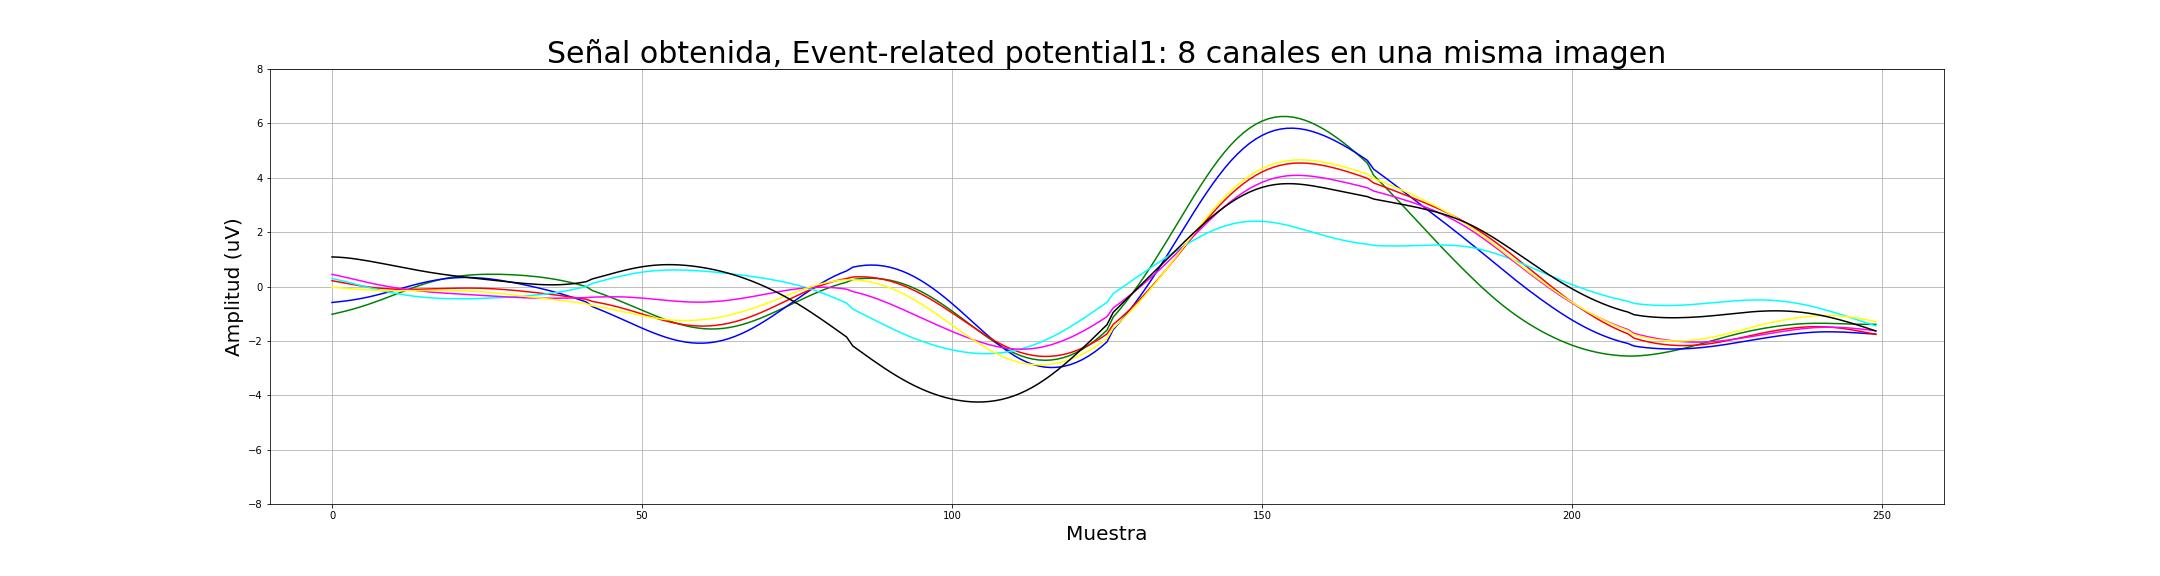 Señal obtenida, Event-related potential1: 8 canales en una misma imagen
8
6
4
2
0
−2
−4
−6
−8
Amplitud (uV)
0 50 100 150 200 250
Muestra